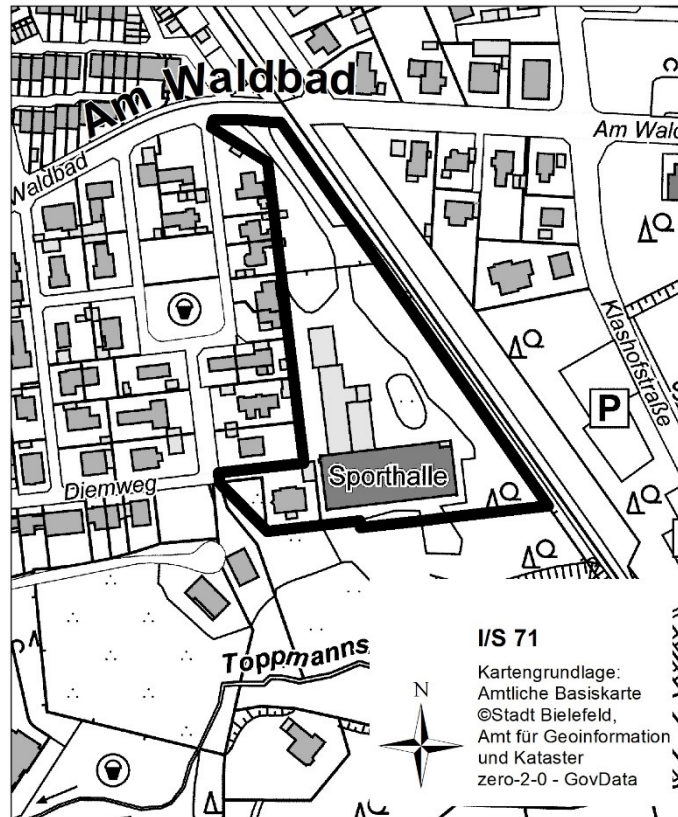 Am Waldbad
Waldbad
Am Wald
Klashofstraße
P
Diemweg
Sporthalle
Toppmanns
I/S 71
Kartengrundlage:
Amtliche Basiskarte
©Stadt Bielefeld,
Amt für Geoinformation
und Kataster
zero-2-0 - GovData
N